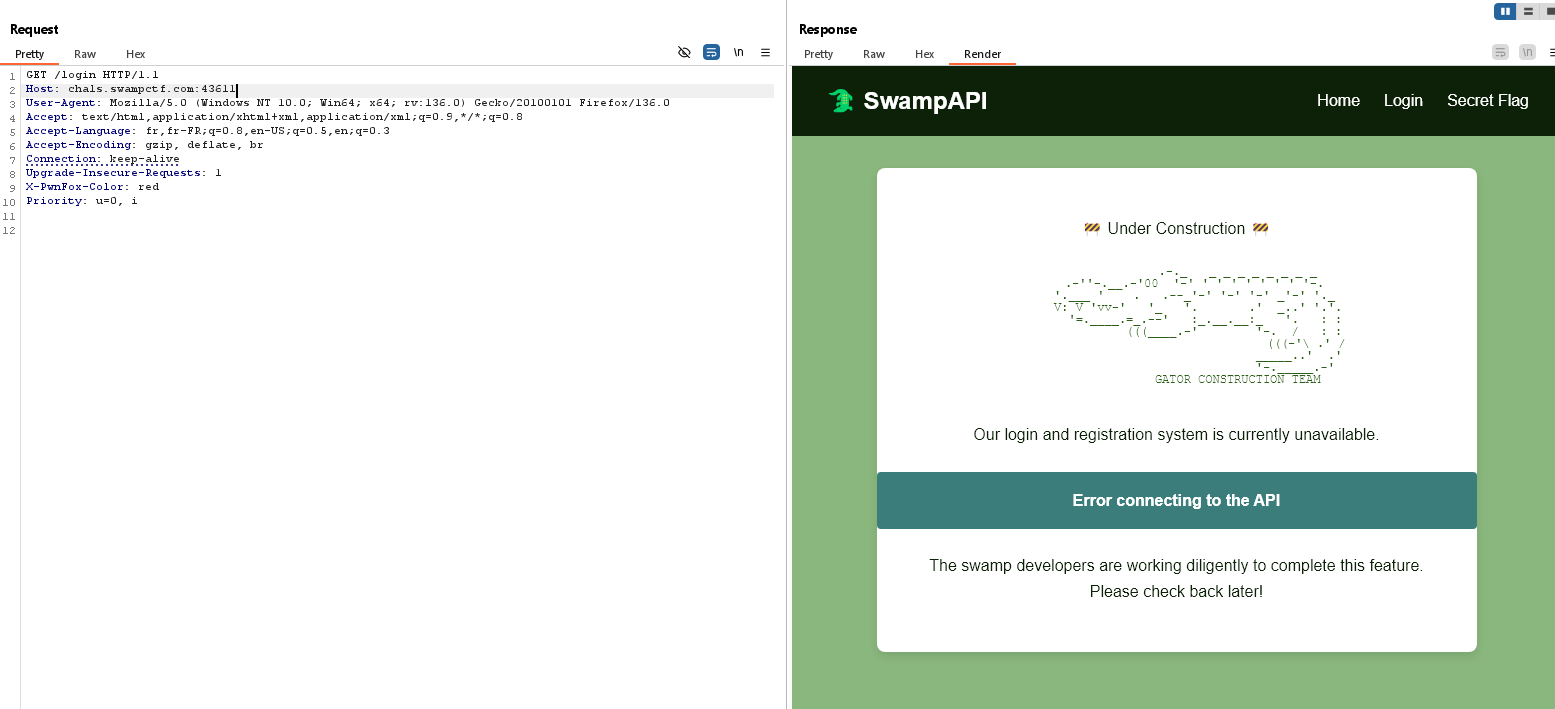 Request
Pretty Raw Hex
\n
1 GET /login HTTP/1.1
2 Host: chals.swampctf.com:43611
3 User-Agent: Mozilla/5.0 (Windows NT 10.0; Win64; x64; rv:136.0) Gecko/20100101 Firefox/136.0
4 Accept: text/html,application/xhtml+xml,application/xml;q=0.9,*/*;q=0.8
5 Accept-Language: fr,fr-FR;q=0.8,en-US;q=0.5,en;q=0.3
6 Accept-Encoding: gzip, deflate, br
7 Connection: keep-alive
8 Upgrade-Insecure-Requests: 1
9 X-PwnFox-Color: red
10 Priority: u=0, i
11
12
Response
Pretty Raw Hex Render
\n
SwampAPI
Home Login Secret Flag
🚧 Under Construction 🚧
GATOR CONSTRUCTION TEAM
Our login and registration system is currently unavailable.
Error connecting to the API
The swamp developers are working diligently to complete this feature.
Please check back later!